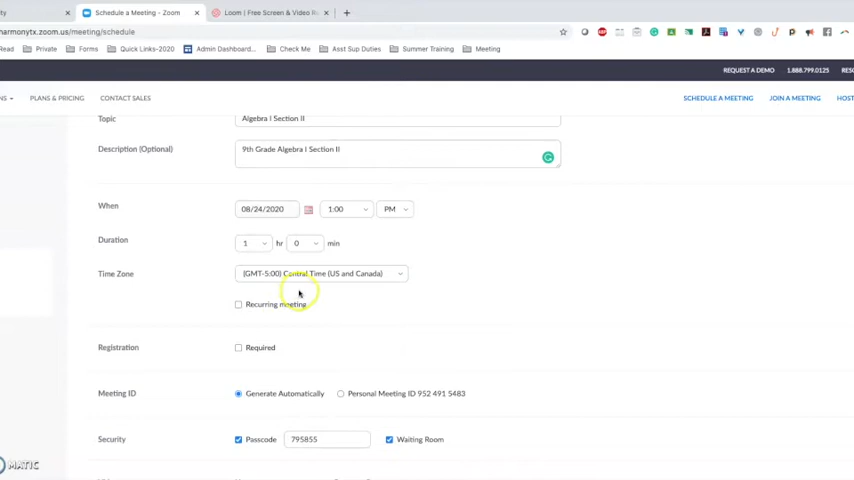 ity Schedule a Meeting - Zoom × Loom | Free Screen & Video Re × +
armonytx.zoom.us/meeting/schedule
Read Private Forms Quick Links-2020 Admin Dashboard... Check Me Asst Sup Duties Summer Training Meeting
REQUEST A DEMO 1.888.799.0125 RESO
NS PLANS & PRICING CONTACT SALES SCHEDULE A MEETING JOIN A MEETING HOST
Topic Algebra I Section II
Description (Optional) 9th Grade Algebra I Section II
When 08/24/2020 1:00 PM
Duration 1 hr 0 min
Time Zone (GMT-5:00) Central Time (US and Canada)
Recurring meeting
Registration Required
Meeting ID Generate Automatically Personal Meeting ID 952 491 5483
Security Passcode 795855 Waiting Room
MATIC